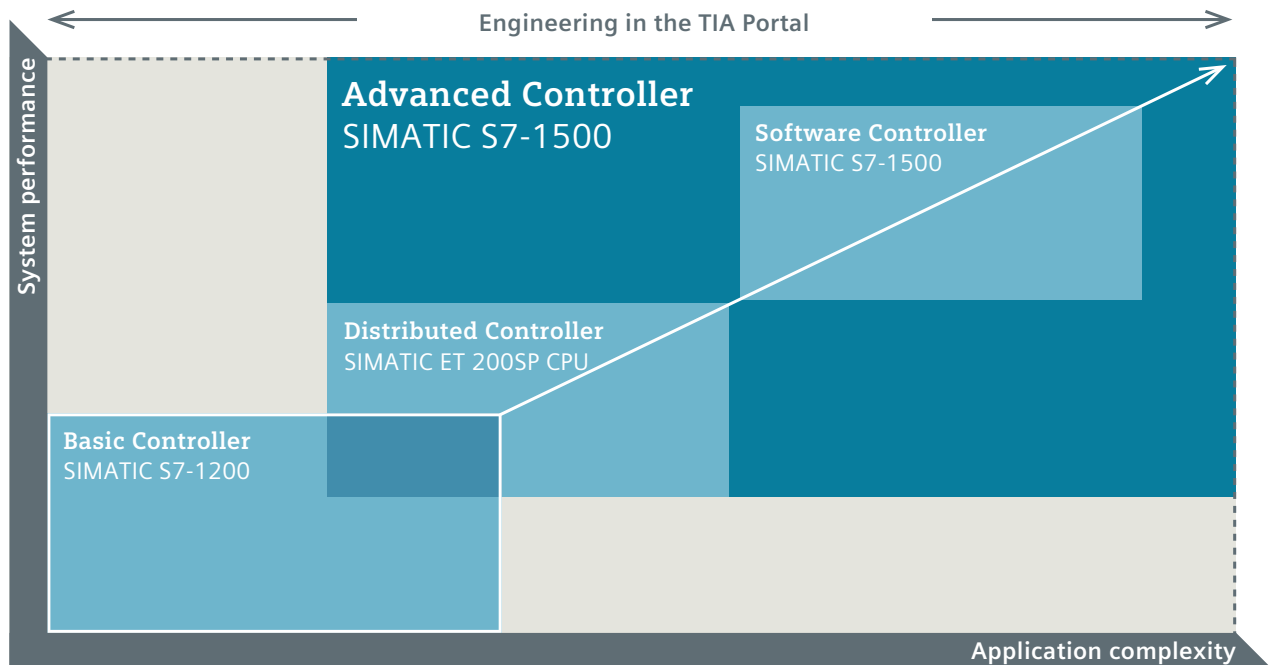 Engineering in the TIA Portal
System performance
Advanced Controller
SIMATIC S7-1500
Software Controller
SIMATIC S7-1500
Distributed Controller
SIMATIC ET 200SP CPU
Basic Controller
SIMATIC S7-1200
Application complexity